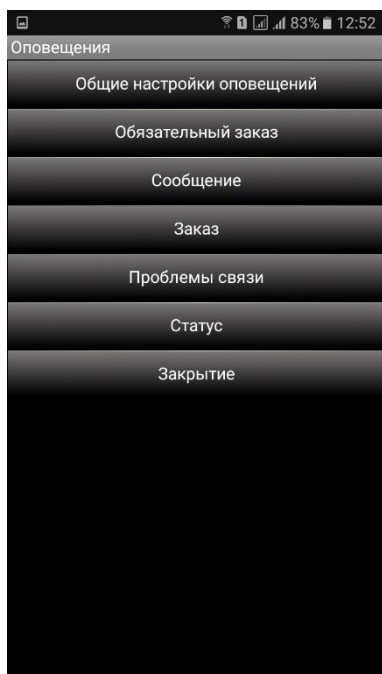 83% 12:52
Оповещения
Общие настройки оповещений
Обязательный заказ
Сообщение
Заказ
Проблемы связи
Статус
Закрытие